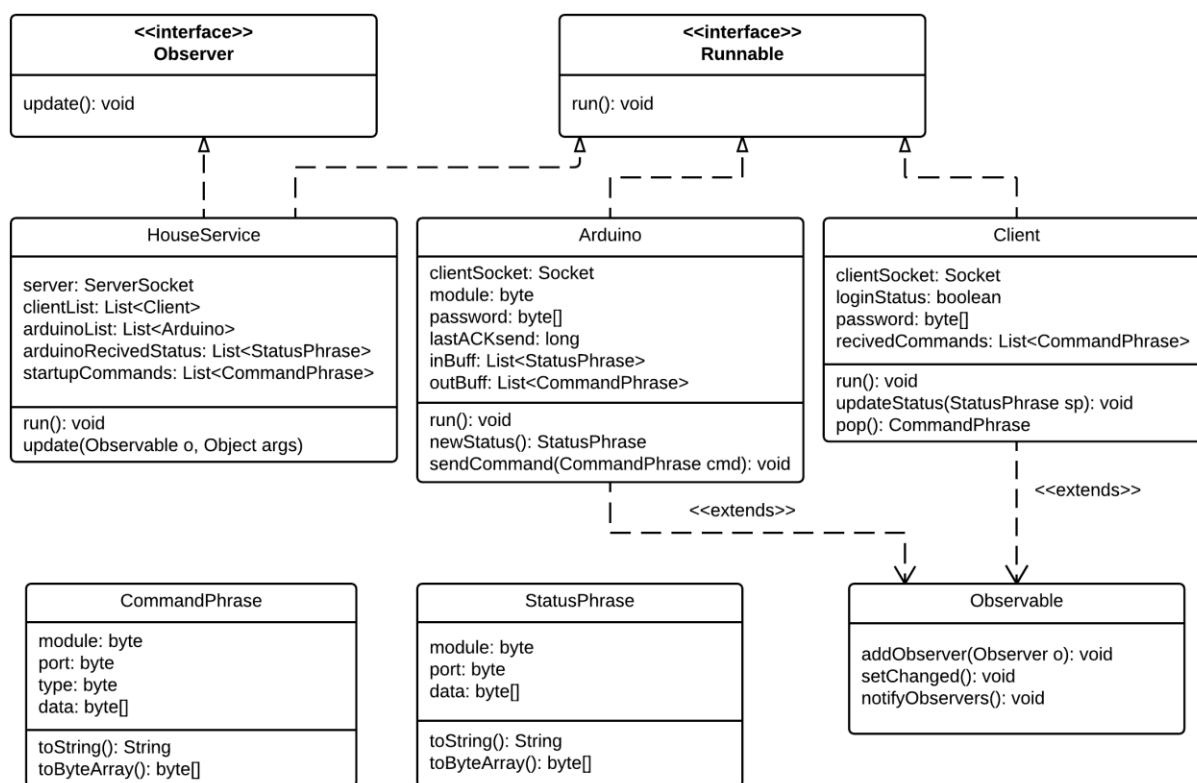 <<interface>>
Observer
update(): void
<<interface>>
Runnable
run(): void
HouseService
server: ServerSocket
clientList: List<Client>
arduinoList: List<Arduino>
arduinoRecivedStatus: List<StatusPhrase>
startupCommands: List<CommandPhrase>
run(): void
update(Observable o, Object args)
Arduino
clientSocket: Socket
module: byte
password: byte[]
lastACKsend: long
inBuff: List<StatusPhrase>
outBuff: List<CommandPhrase>
run(): void
newStatus(): StatusPhrase
sendCommand(CommandPhrase cmd): void
Client
clientSocket: Socket
loginStatus: boolean
password: byte[]
recivedCommands: List<CommandPhrase>
run(): void
updateStatus(StatusPhrase sp): void
pop(): CommandPhrase
<<extends>>
<<extends>>
CommandPhrase
module: byte
port: byte
type: byte
data: byte[]
toString(): String
toByteArray(): byte[]
StatusPhrase
module: byte
port: byte
data: byte[]
toString(): String
toByteArray(): byte[]
Observable
addObserver(Observer o): void
setChanged(): void
notifyObservers(): void